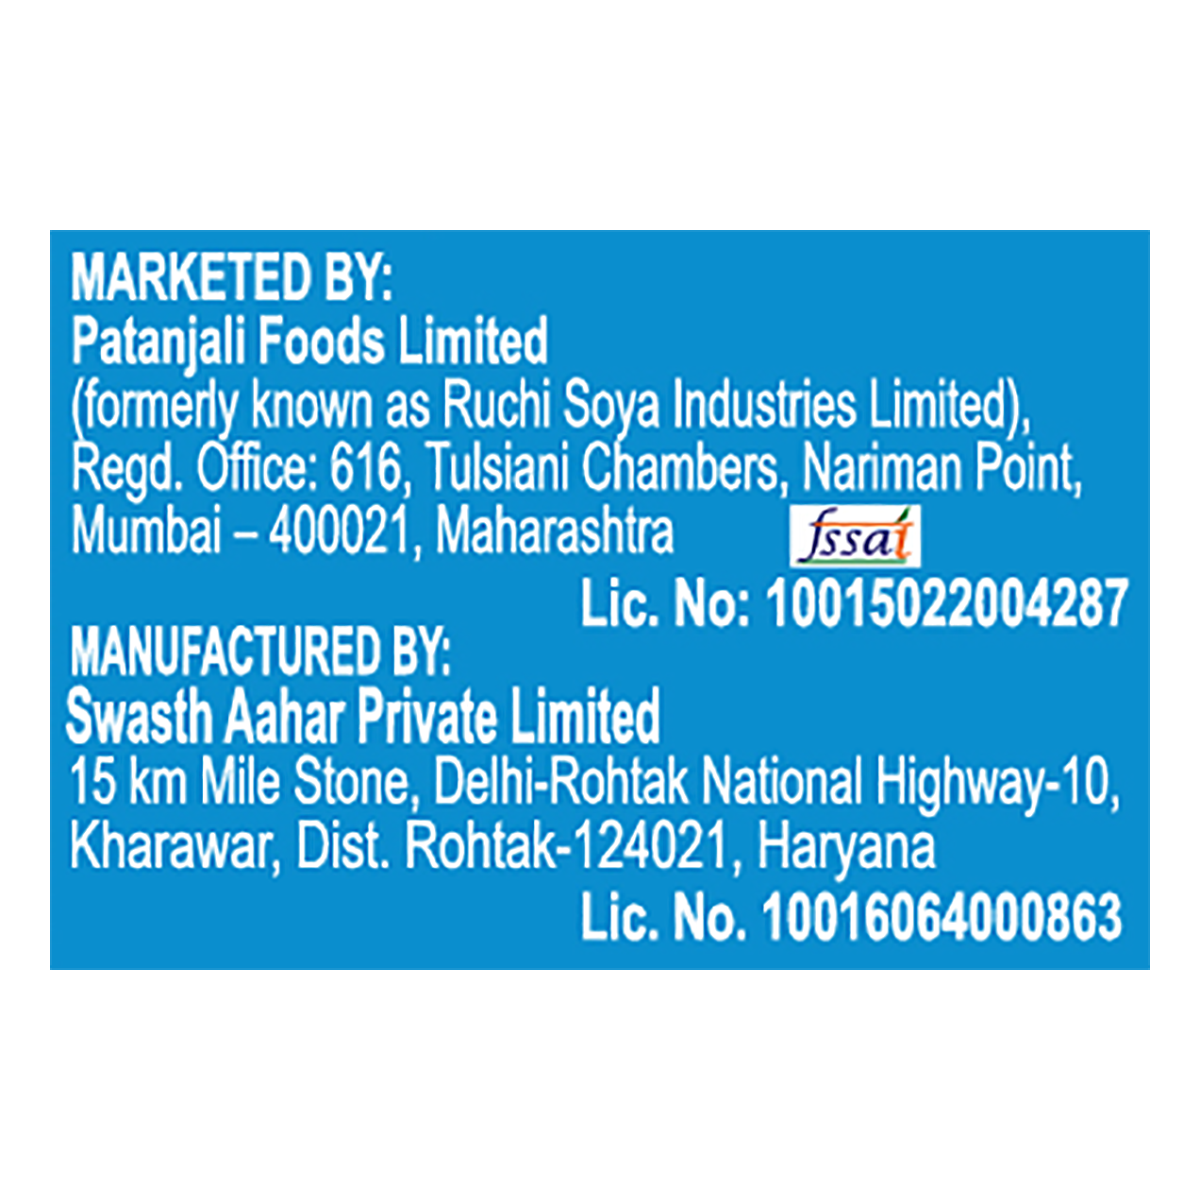 MARKETED BY:
Patanjali Foods Limited
(formerly known as Ruchi Soya Industries Limited),
Regd. Office: 616, Tulsiani Chambers, Nariman Point,
Mumbai – 400021, Maharashtra
fssai
Lic. No: 10015022004287
MANUFACTURED BY:
Swasth Aahar Private Limited
15 km Mile Stone, Delhi-Rohtak National Highway-10,
Kharawar, Dist. Rohtak-124021, Haryana
Lic. No. 10016064000863